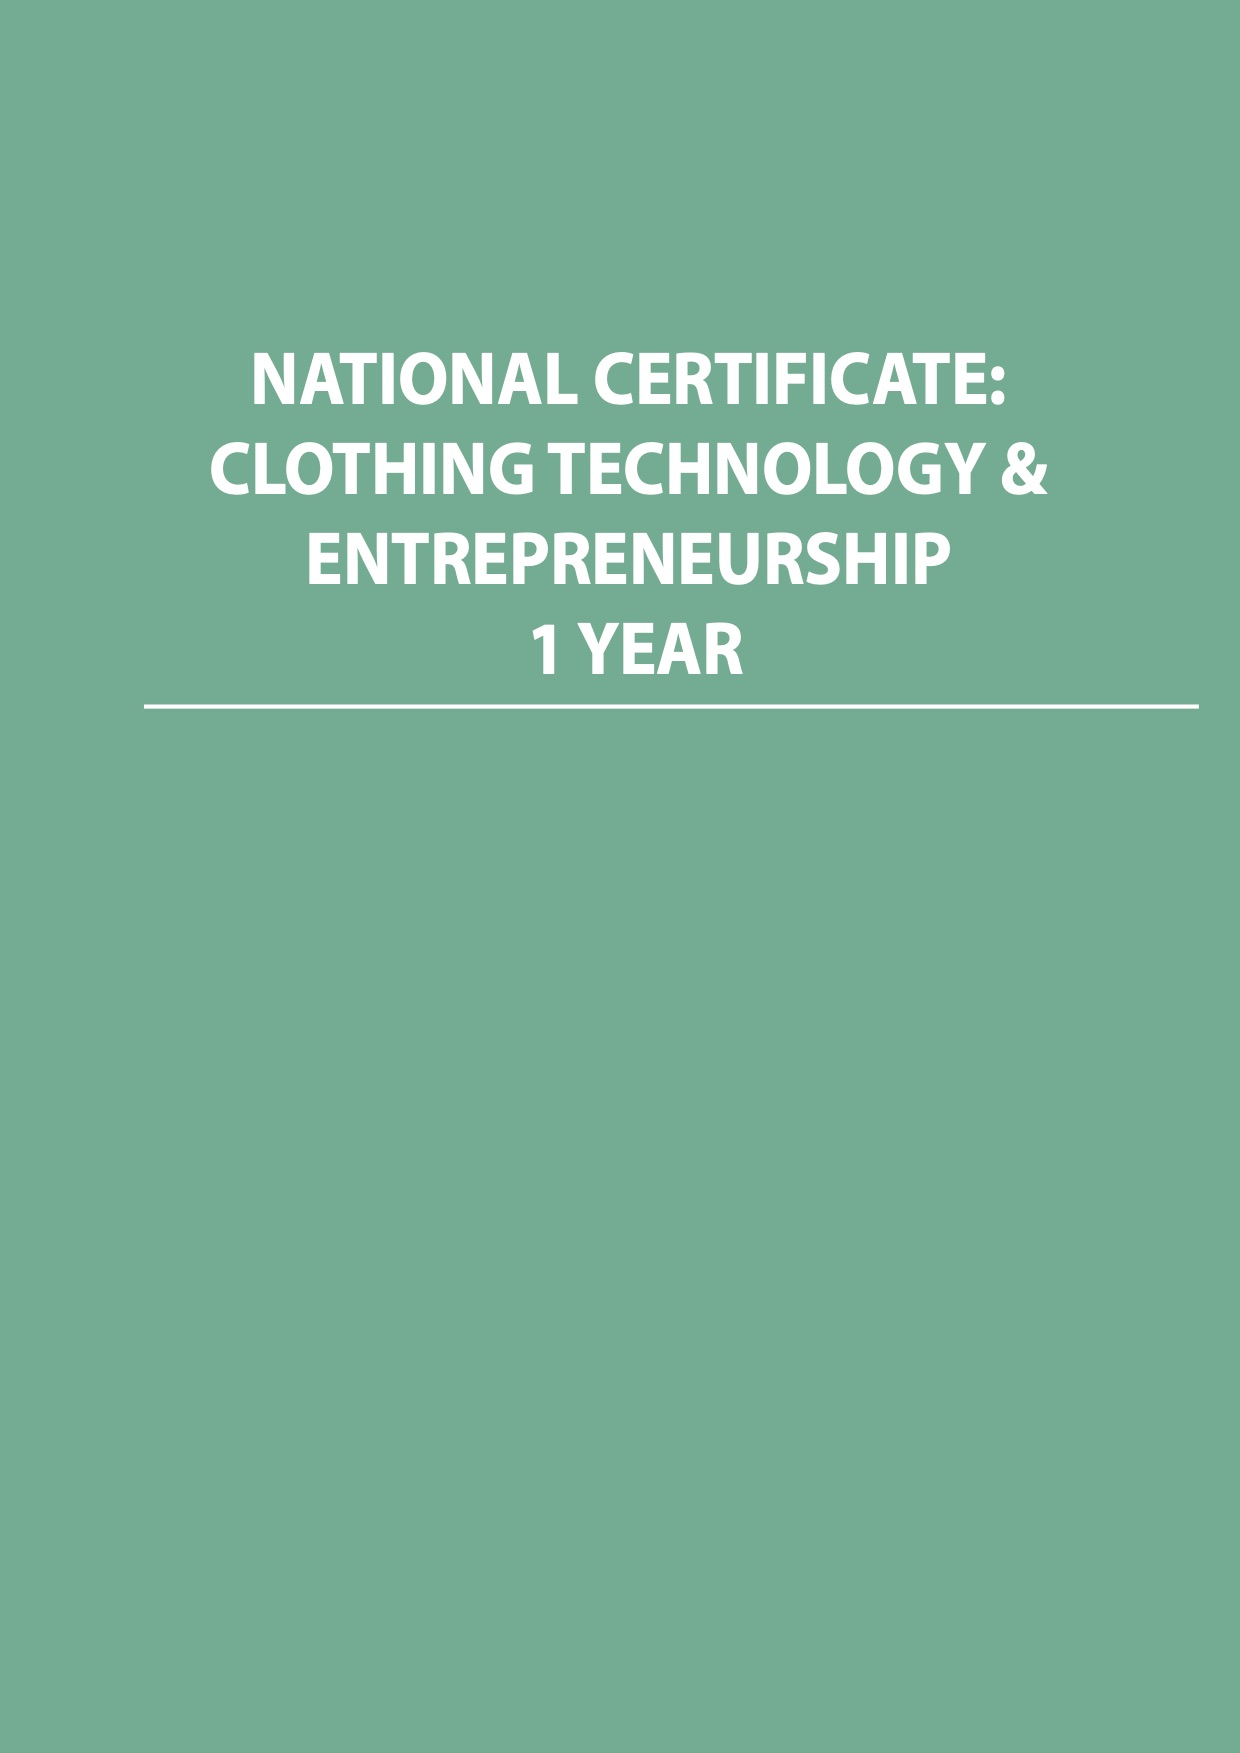 NATIONAL CERTIFICATE:
CLOTHING TECHNOLOGY &
ENTREPRENEURSHIP
1 YEAR